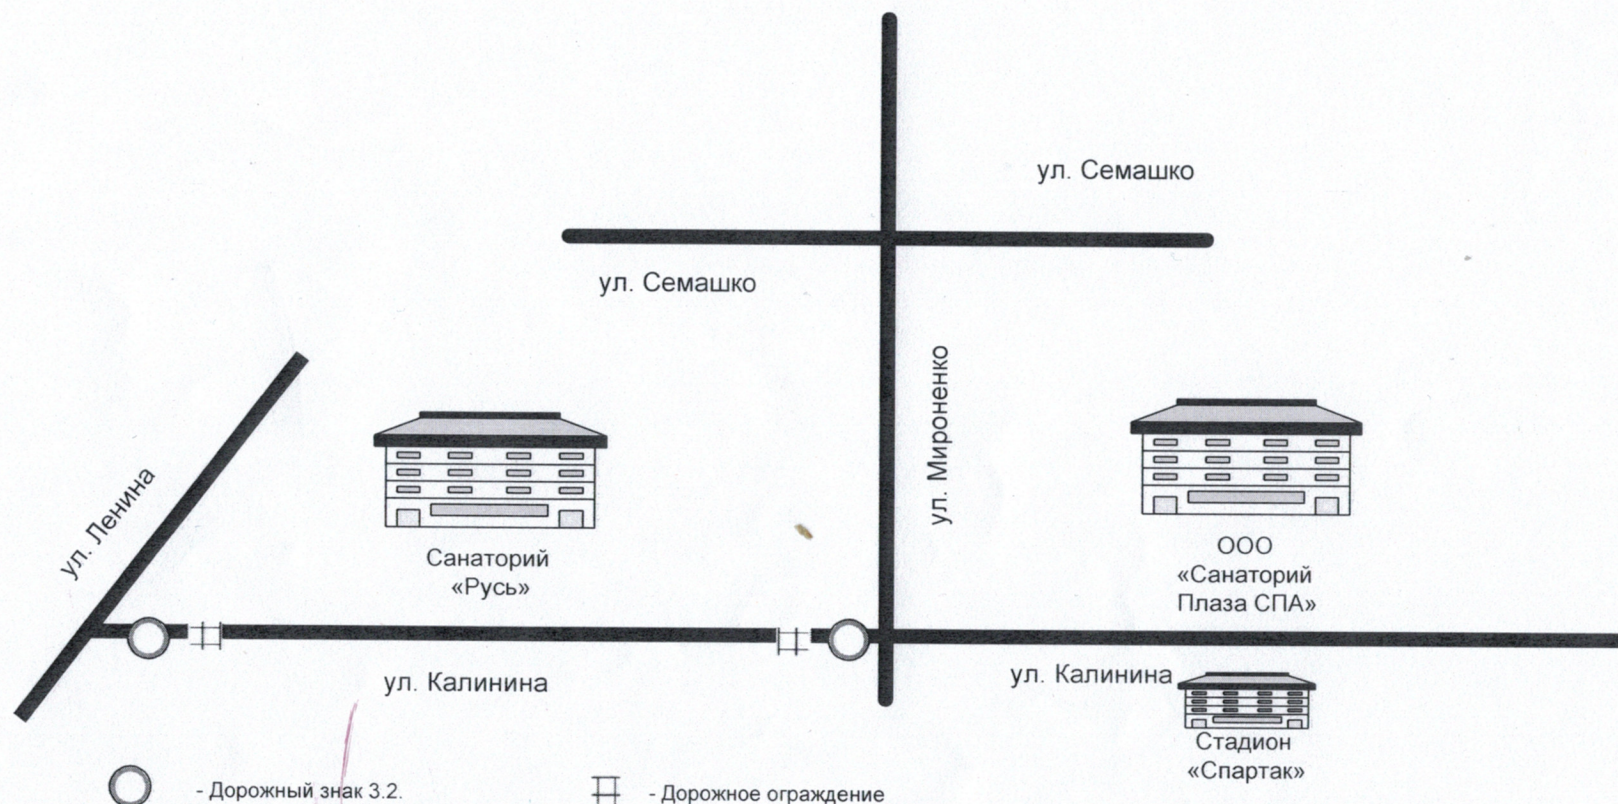 ул. Семашко
ул. Семашко
ул. Мироненко
ул. Ленина
Санаторий
«Русь»
ООО
«Санаторий
Плаза СПА»
ул. Калинина
ул. Калинина
Стадион
«Спартак»
- Дорожный знак 3.2.
- Дорожное ограждение